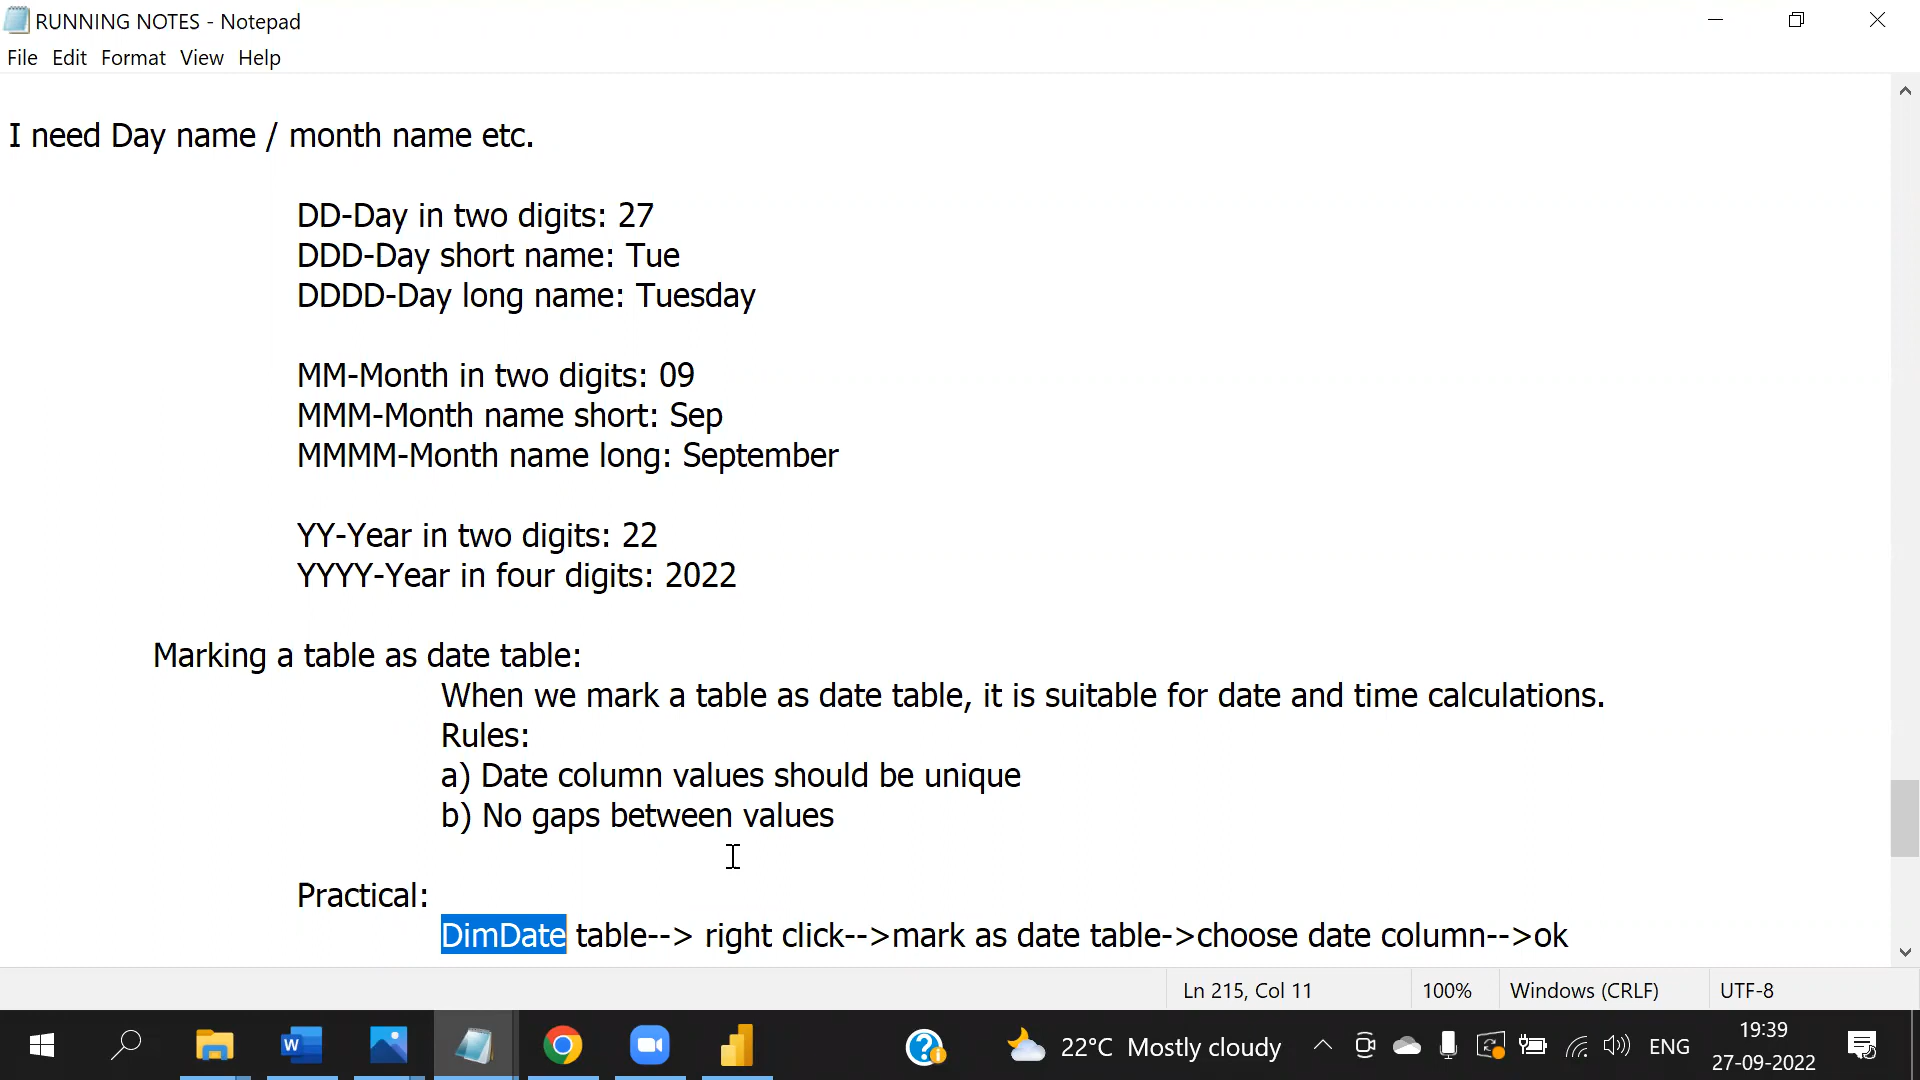 RUNNING NOTES - Notepad
File Edit Format View Help
I need Day name / month name etc.
DD-Day in two digits: 27
DDD-Day short name: Tue
DDDD-Day long name: Tuesday
MM-Month in two digits: 09
MMM-Month name short: Sep
MMMM-Month name long: September
YY-Year in two digits: 22
YYYY-Year in four digits: 2022
Marking a table as date table:
When we mark a table as date table, it is suitable for date and time calculations.
Rules:
a) Date column values should be unique
b) No gaps between values
Practical:
DimDate table--> right click-->mark as date table->choose date column-->ok
Ln 215, Col 11 100% Windows (CRLF) UTF-8
W 22°C Mostly cloudy ENG 19:39
27-09-2022